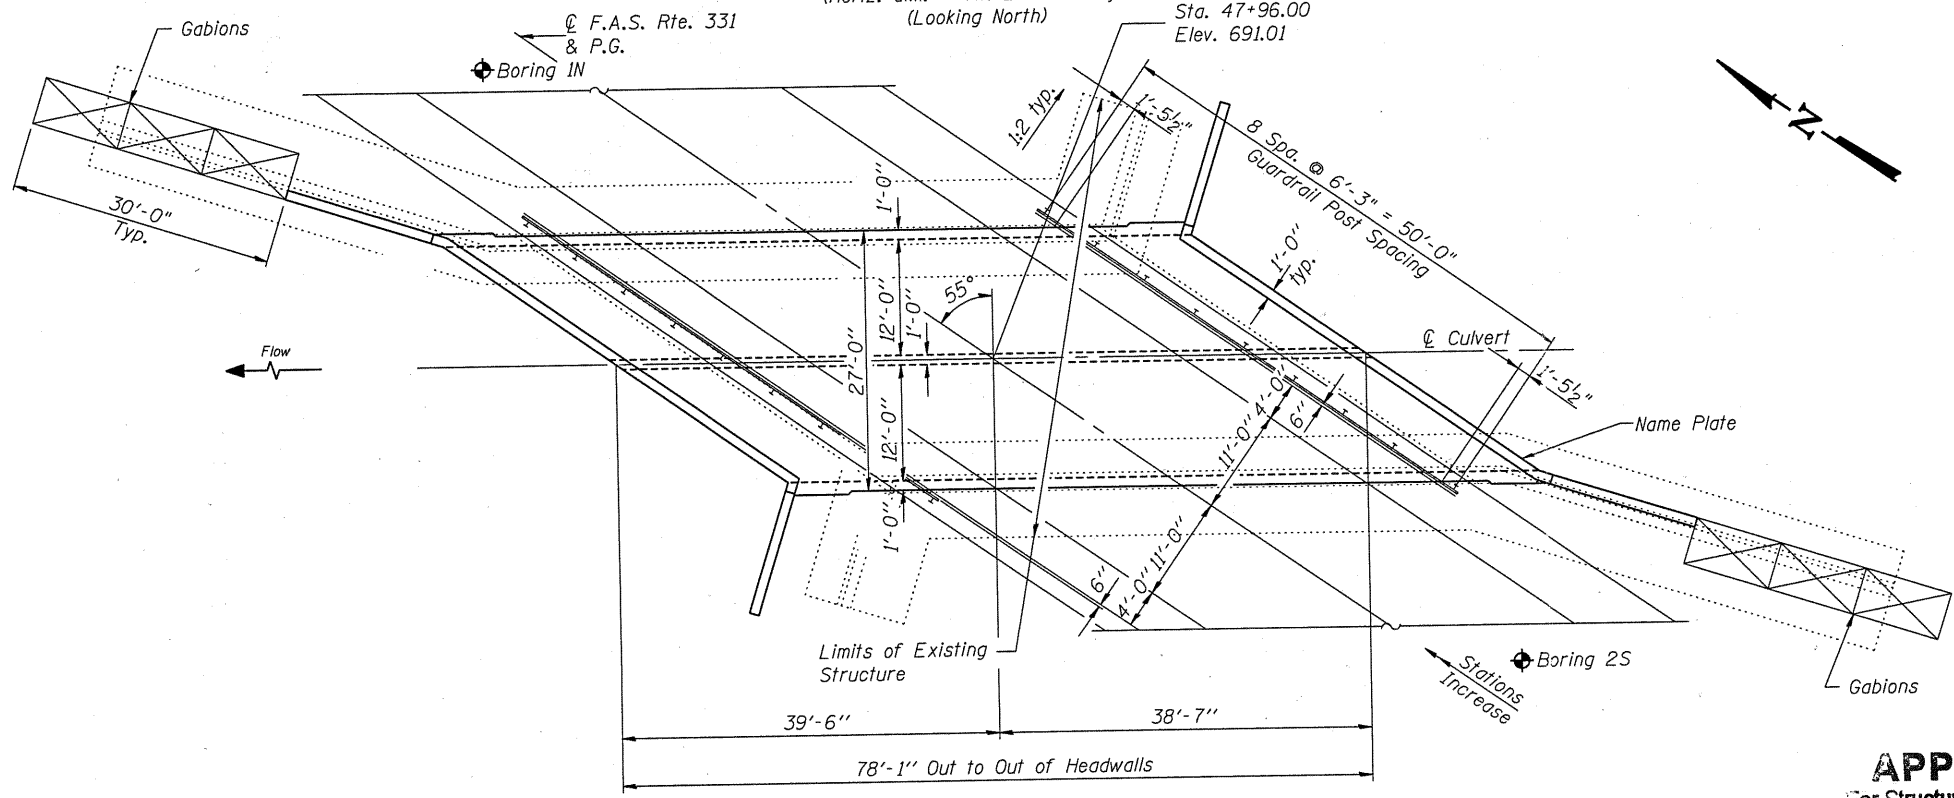 (Looking North)
Sta. 47+96.00
Elev. 691.01
℄ F.A.S. Rte. 331
& P.G.
Gabions
Boring 1N
N
1:2 typ.
1'-5½"
8 Spa. @ 6'-3" = 50'-0"
Guardrail Post Spacing
30'-0"
Typ.
1'-0"
1'-0"
typ.
55°
12'-0"
1'-0"
27'-0"
Flow
℄ Culvert
1'-5½"
12'-0"
11'-0"
4'-0"
6"
Name Plate
1'-0"
11'-0"
4'-0"
6"
Limits of Existing
Structure
Boring 2S
Stations
Increase
Gabions
39'-6"
38'-7"
78'-1" Out to Out of Headwalls
APP
For Structu